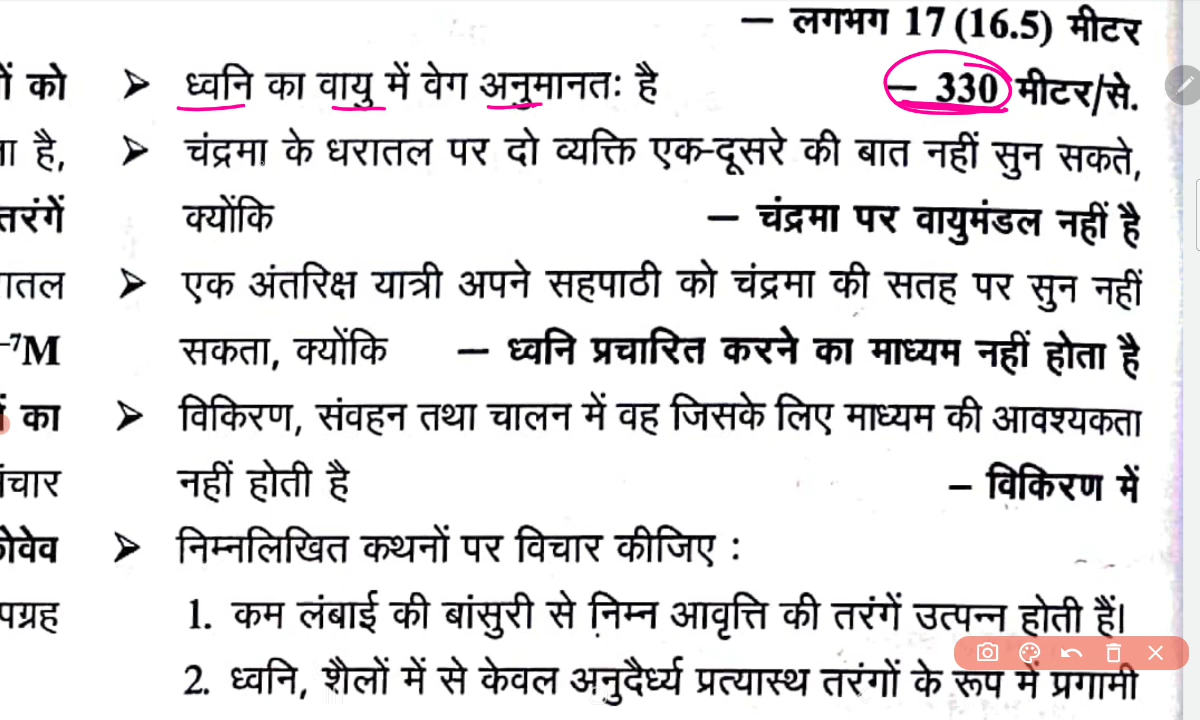 – लगभग 17 (16.5) मीटर
ों को
➢ ध्वनि का वायु में वेग अनुमानतः है – 330 मीटर/से.
ा है,
➢ चंद्रमा के धरातल पर दो व्यक्ति एक-दूसरे की बात नहीं सुन सकते,
तरंगें
क्योंकि – चंद्रमा पर वायुमंडल नहीं है
ातल
➢ एक अंतरिक्ष यात्री अपने सहपाठी को चंद्रमा की सतह पर सुन नहीं
–⁷M
सकता, क्योंकि – ध्वनि प्रचारित करने का माध्यम नहीं होता है
का
➢ विकिरण, संवहन तथा चालन में वह जिसके लिए माध्यम की आवश्यकता
ंचार
नहीं होती है – विकिरण में
ोवेव
➢ निम्नलिखित कथनों पर विचार कीजिए :
पग्रह
1. कम लंबाई की बांसुरी से निम्न आवृत्ति की तरंगें उत्पन्न होती हैं।
2. ध्वनि, शैलों में से केवल अनुदैर्ध्य प्रत्यास्थ तरंगों के रूप में प्रगामी